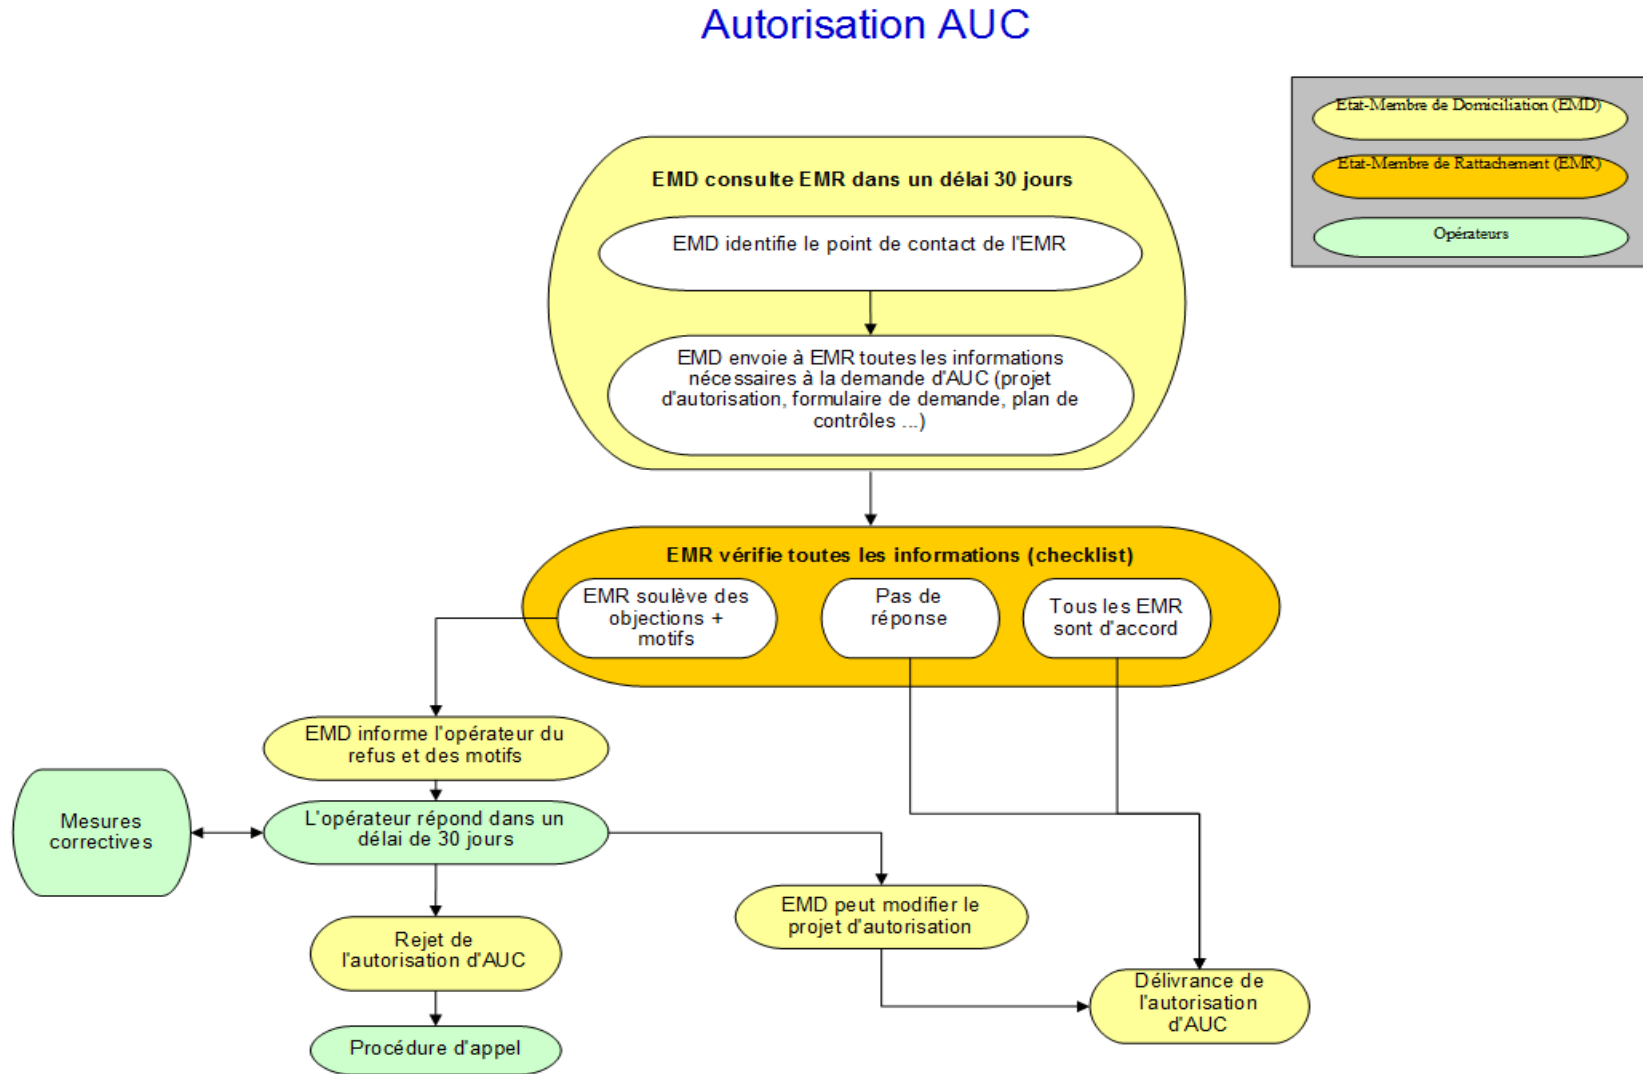 Autorisation AUC
Etat-Membre de Domiciliation (EMD)
Etat-Membre de Rattachement (EMR)
Opérateurs
EMD consulte EMR dans un délai 30 jours
EMD identifie le point de contact de l'EMR
EMD envoie à EMR toutes les informations
nécessaires à la demande d'AUC (projet
d'autorisation, formulaire de demande, plan de
contrôles ...)
EMR vérifie toutes les informations (checklist)
EMR soulève des
objections +
motifs
Pas de
réponse
Tous les EMR
sont d'accord
EMD informe l'opérateur du
refus et des motifs
Mesures
correctives
L'opérateur répond dans un
délai de 30 jours
EMD peut modifier le
projet d'autorisation
Rejet de
l'autorisation d'AUC
Délivrance de
l'autorisation
d'AUC
Procédure d'appel